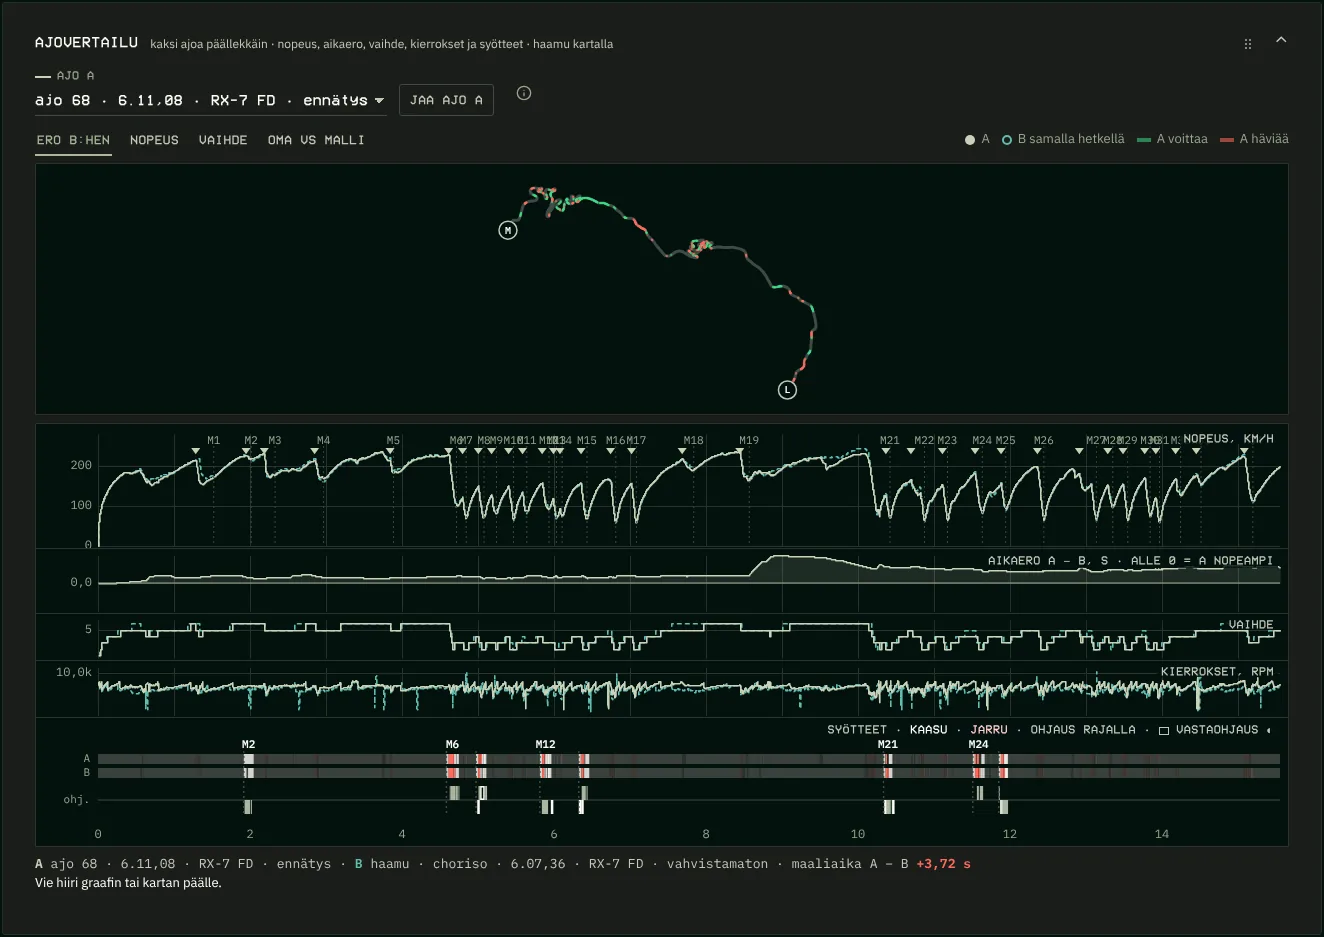 AJOVERTAILU kaksi ajoa päällekkäin · nopeus, aikaero, vaihde, kierrokset ja syötteet · haamu kartalla
AJO A
ajo 68 · 6.11,08 · RX-7 FD · ennätys JAA AJO A
ERO B:HEN NOPEUS VAIHDE OMA VS MALLI
A B samalla hetkellä A voittaa A häviää
M
L
NOPEUS, KM/H
M1 M2 M3 M4 M5 M6 M7 M8 M9 M10 M11 M12 M14 M15 M16 M17 M18 M19 M21 M22 M23 M24 M25 M26 M27 M28 M29 M30 M31
200
100
0
AIKAERO A – B, S · ALLE 0 = A NOPEAMPI
0,0
VAIHDE
5
KIERROKSET, RPM
10,0k
SYÖTTEET · KAASU · JARRU · OHJAUS RAJALLA · VASTAOHJAUS
M2 M6 M12 M21 M24
A
B
ohj.
0 2 4 6 8 10 12 14
A ajo 68 · 6.11,08 · RX-7 FD · ennätys · B haamu · choriso · 6.07,36 · RX-7 FD · vahvistamaton · maaliaika A – B +3,72 s
Vie hiiri graafin tai kartan päälle.